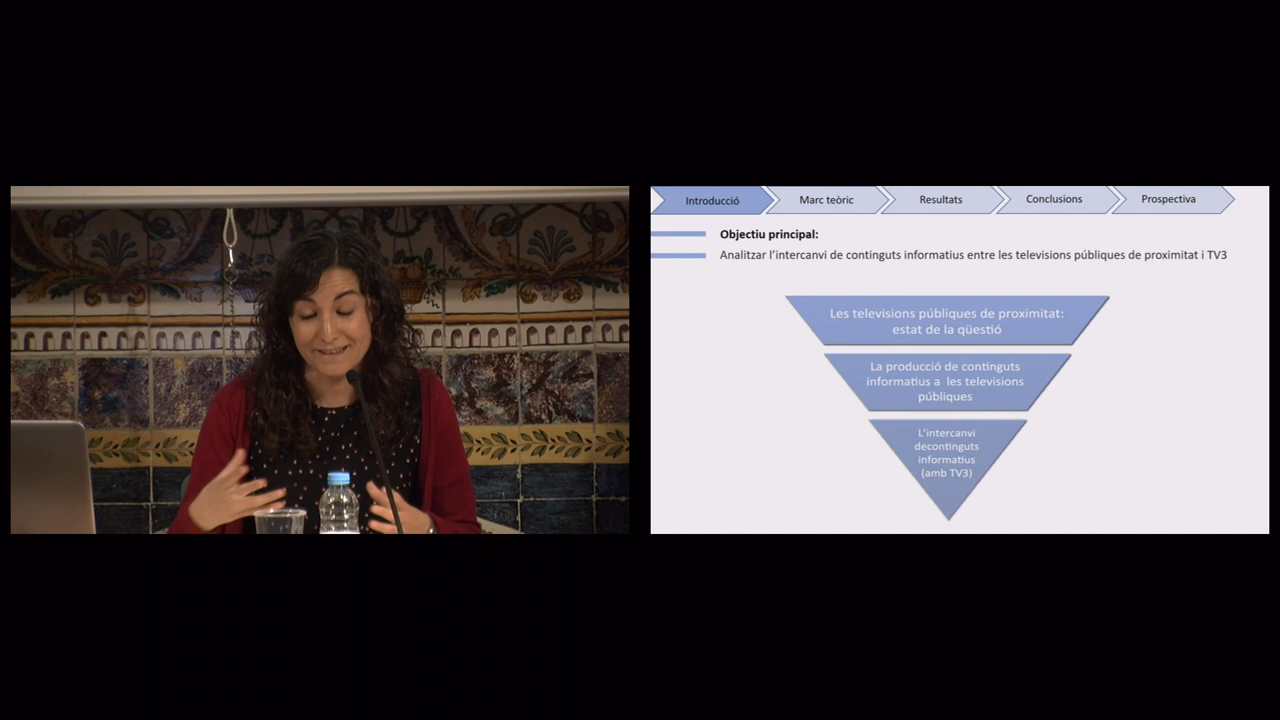 Introducció
Marc teòric
Resultats
Conclusions
Prospectiva
Objectiu principal:
Analitzar l'intercanvi de continguts informatius entre les televisions públiques de proximitat i TV3
Les televisions públiques de proximitat:
estat de la qüestió
La producció de continguts
informatius a les televisions
públiques
L'intercanvi
decontinguts
informatius
(amb TV3)